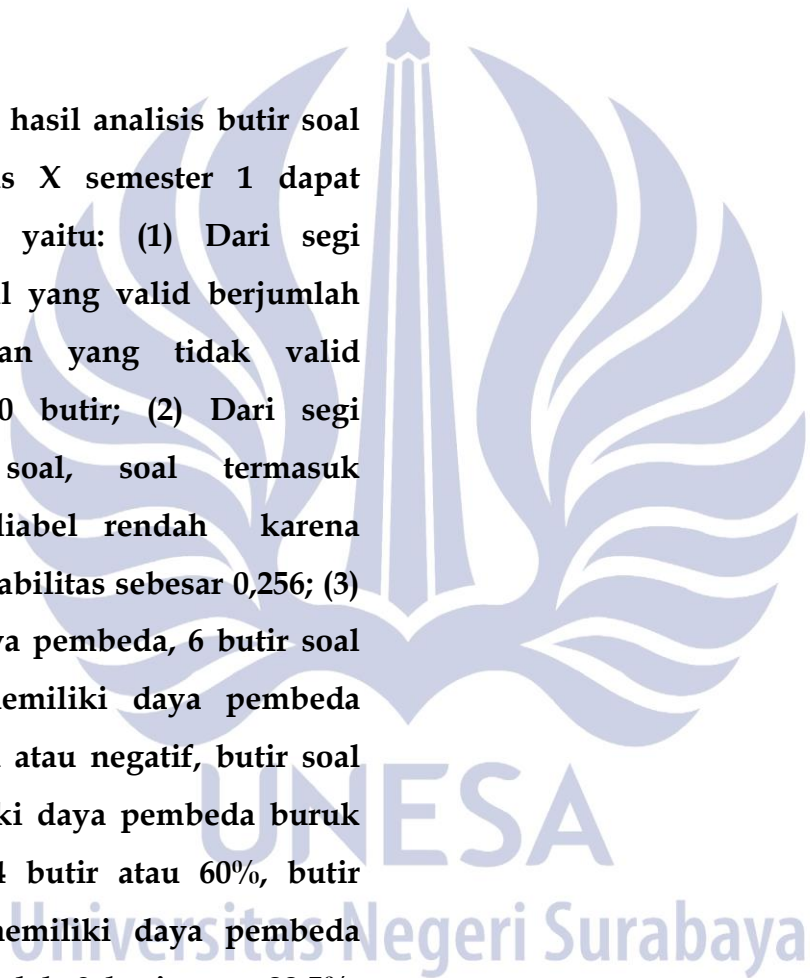 hasil analisis butir soal
s X semester 1 dapat
yaitu: (1) Dari segi
l yang valid berjumlah
an yang tidak valid
0 butir; (2) Dari segi
soal, soal termasuk
liabel rendah karena
abilitas sebesar 0,256; (3)
a pembeda, 6 butir soal
emiliki daya pembeda
atau negatif, butir soal
ki daya pembeda buruk
4 butir atau 60%, butir
emiliki daya pembeda
UNESA
Universitas Negeri Surabaya